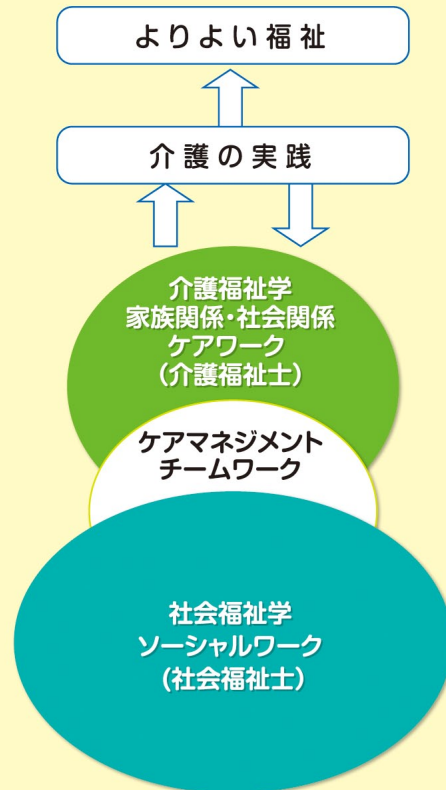 よりよい福祉
介護の実践
介護福祉学
家族関係・社会関係
ケアワーク
（介護福祉士）
ケアマネジメント
チームワーク
社会福祉学
ソーシャルワーク
(社会福祉士）